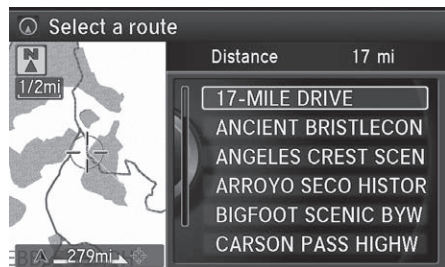 Select a route
N
Distance 17 mi
1/2mi
17-MILE DRIVE
ANCIENT BRISTLECON
ANGELES CREST SCEN
ARROYO SECO HISTOR
BIGFOOT SCENIC BYW
CARSON PASS HIGHW
279mi